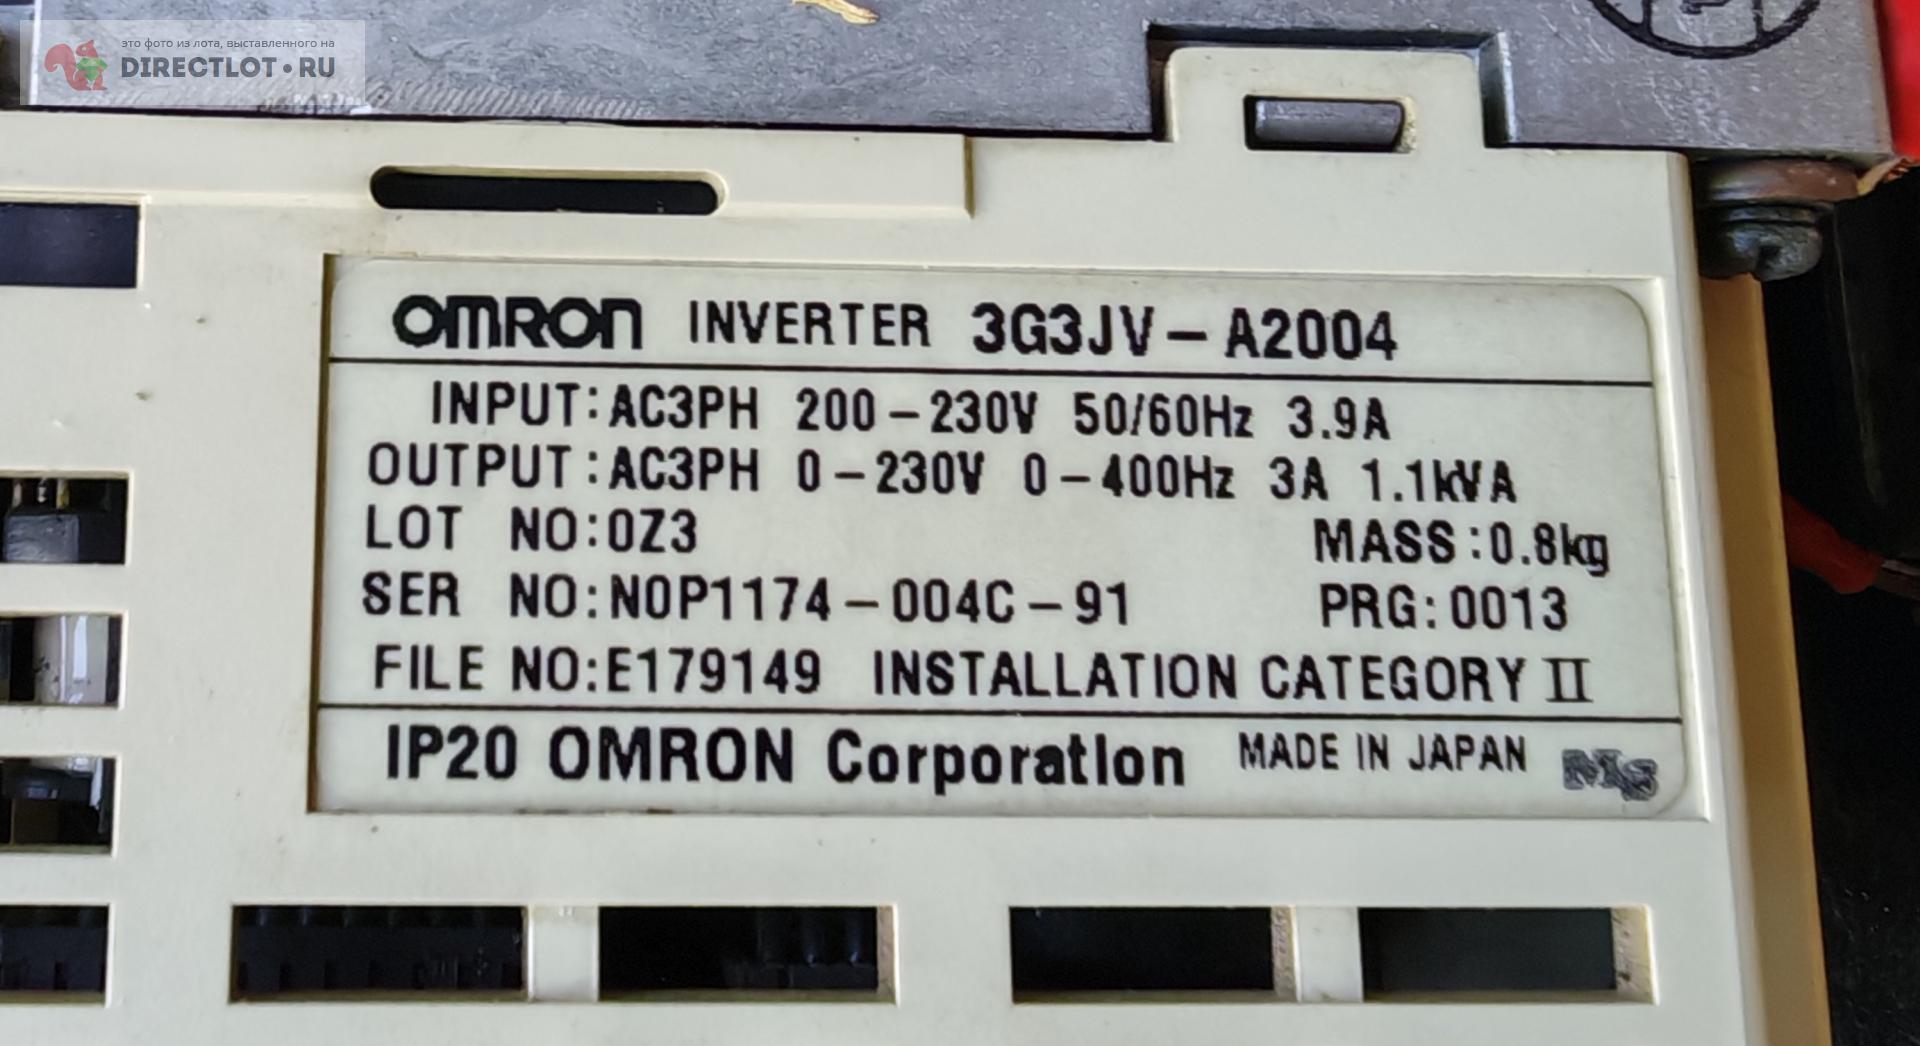 это фото из лота, выставленного на
DIRECTLOT•RU
OMRON INVERTER 3G3JV-A2004
INPUT:AC3PH 200-230V 50/60Hz 3.9A
OUTPUT:AC3PH 0-230V 0-400Hz 3A 1.1kVA
LOT NO:0Z3 MASS:0.8kg
SER NO:N0P1174-004C-91 PRG:0013
FILE NO:E179149 INSTALLATION CATEGORY II
IP20 OMRON Corporation MADE IN JAPAN